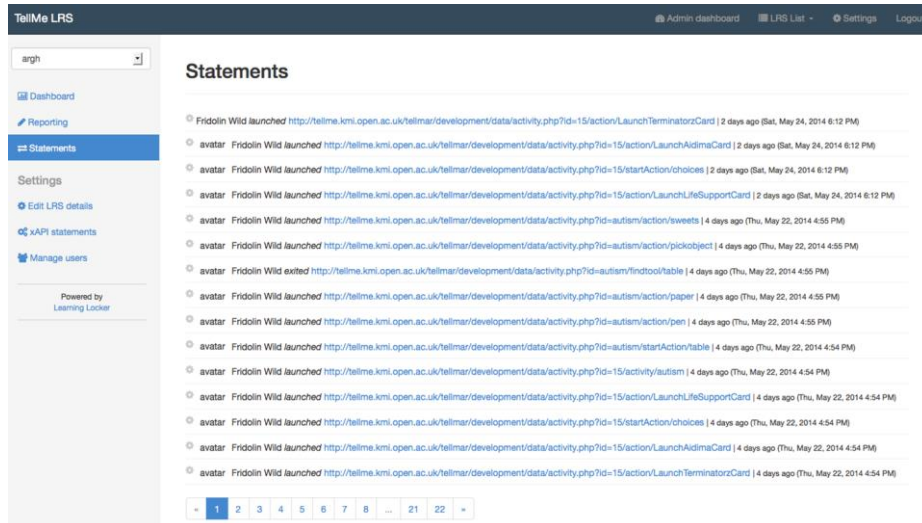 TellMe LRS
Admin dashboard LRS List Settings Logou
argh
Dashboard
Reporting
Statements
Settings
Edit LRS details
xAPI statements
Manage users
Powered by
Learning Locker
Statements
Fridolin Wild launched http://tellme.kmi.open.ac.uk/tellmar/development/data/activity.php?id=15/action/LaunchTerminatorzCard | 2 days ago (Sat, May 24, 2014 6:12 PM)
avatar Fridolin Wild launched http://tellme.kmi.open.ac.uk/tellmar/development/data/activity.php?id=15/action/LaunchAidimaCard | 2 days ago (Sat, May 24, 2014 6:12 PM)
avatar Fridolin Wild launched http://tellme.kmi.open.ac.uk/tellmar/development/data/activity.php?id=15/startAction/choices | 2 days ago (Sat, May 24, 2014 6:12 PM)
avatar Fridolin Wild launched http://tellme.kmi.open.ac.uk/tellmar/development/data/activity.php?id=15/action/LaunchLifeSupportCard | 2 days ago (Sat, May 24, 2014 6:12 PM)
avatar Fridolin Wild launched http://tellme.kmi.open.ac.uk/tellmar/development/data/activity.php?id=autism/action/sweets | 4 days ago (Thu, May 22, 2014 4:55 PM)
avatar Fridolin Wild launched http://tellme.kmi.open.ac.uk/tellmar/development/data/activity.php?id=autism/action/pickobject | 4 days ago (Thu, May 22, 2014 4:55 PM)
avatar Fridolin Wild exited http://tellme.kmi.open.ac.uk/tellmar/development/data/activity.php?id=autism/findtool/table | 4 days ago (Thu, May 22, 2014 4:55 PM)
avatar Fridolin Wild launched http://tellme.kmi.open.ac.uk/tellmar/development/data/activity.php?id=autism/action/paper | 4 days ago (Thu, May 22, 2014 4:55 PM)
avatar Fridolin Wild launched http://tellme.kmi.open.ac.uk/tellmar/development/data/activity.php?id=autism/action/pen | 4 days ago (Thu, May 22, 2014 4:55 PM)
avatar Fridolin Wild launched http://tellme.kmi.open.ac.uk/tellmar/development/data/activity.php?id=autism/startAction/table | 4 days ago (Thu, May 22, 2014 4:54 PM)
avatar Fridolin Wild launched http://tellme.kmi.open.ac.uk/tellmar/development/data/activity.php?id=15/activity/autism | 4 days ago (Thu, May 22, 2014 4:54 PM)
avatar Fridolin Wild launched http://tellme.kmi.open.ac.uk/tellmar/development/data/activity.php?id=15/action/LaunchLifeSupportCard | 4 days ago (Thu, May 22, 2014 4:54 PM)
avatar Fridolin Wild launched http://tellme.kmi.open.ac.uk/tellmar/development/data/activity.php?id=15/startAction/choices | 4 days ago (Thu, May 22, 2014 4:54 PM)
avatar Fridolin Wild launched http://tellme.kmi.open.ac.uk/tellmar/development/data/activity.php?id=15/action/LaunchAidimaCard | 4 days ago (Thu, May 22, 2014 4:54 PM)
avatar Fridolin Wild launched http://tellme.kmi.open.ac.uk/tellmar/development/data/activity.php?id=15/action/LaunchTerminatorzCard | 4 days ago (Thu, May 22, 2014 4:54 PM)
« 1 2 3 4 5 6 7 8 ... 21 22 »